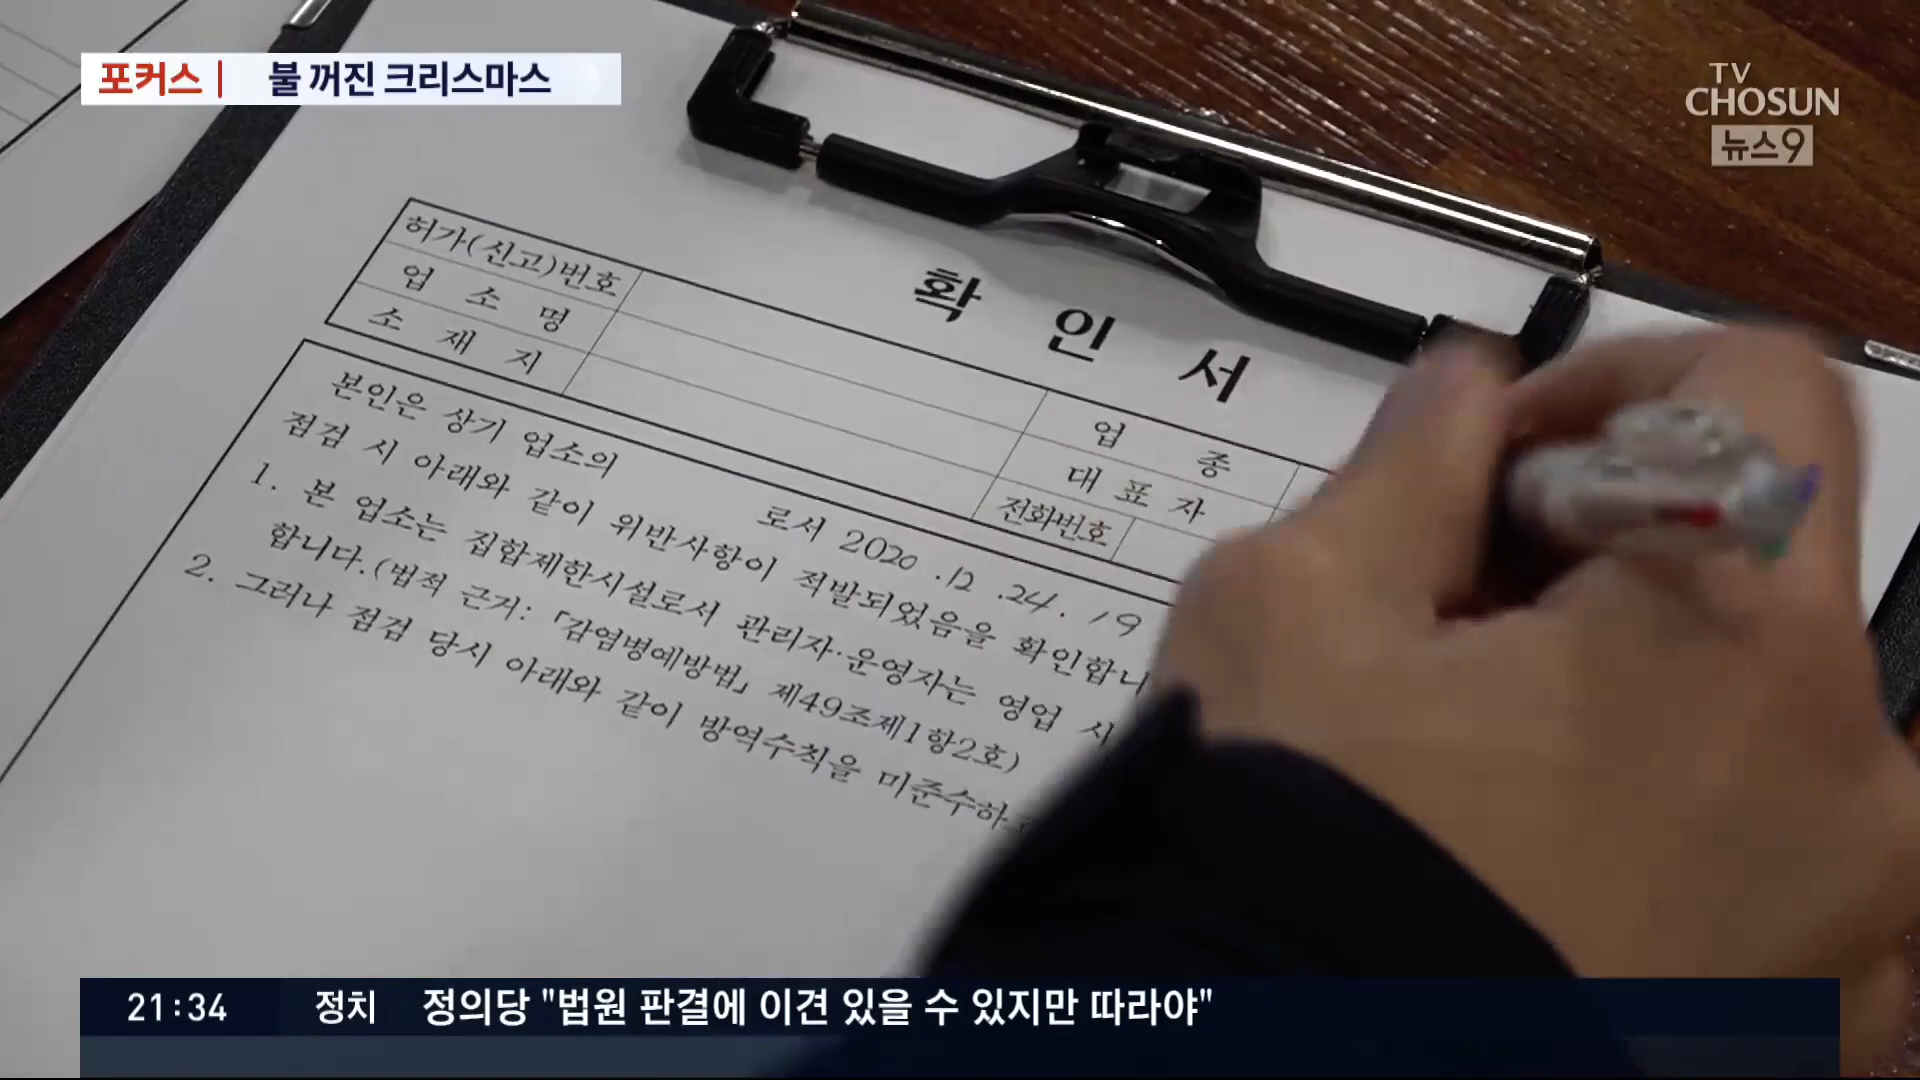 포커스 | 불 꺼진 크리스마스
TV
CHOSUN
뉴스9
확 인 서
허가(신고)번호
업 소 명
업 종
소 재 지
대 표 자
전화번호
본인은 상기 업소의 로서 2020.12.24.19
점검 시 아래와 같이 위반사항이 적발되었음을 확인합니
1. 본 업소는 집합제한시설로서 관리자·운영자는 영업 시
합니다.(법적 근거: 「감염병예방법」 제49조제1항2호)
2. 그러나 점검 당시 아래와 같이 방역수칙을 미준수하
21:34 정치 정의당 "법원 판결에 이견 있을 수 있지만 따라야"